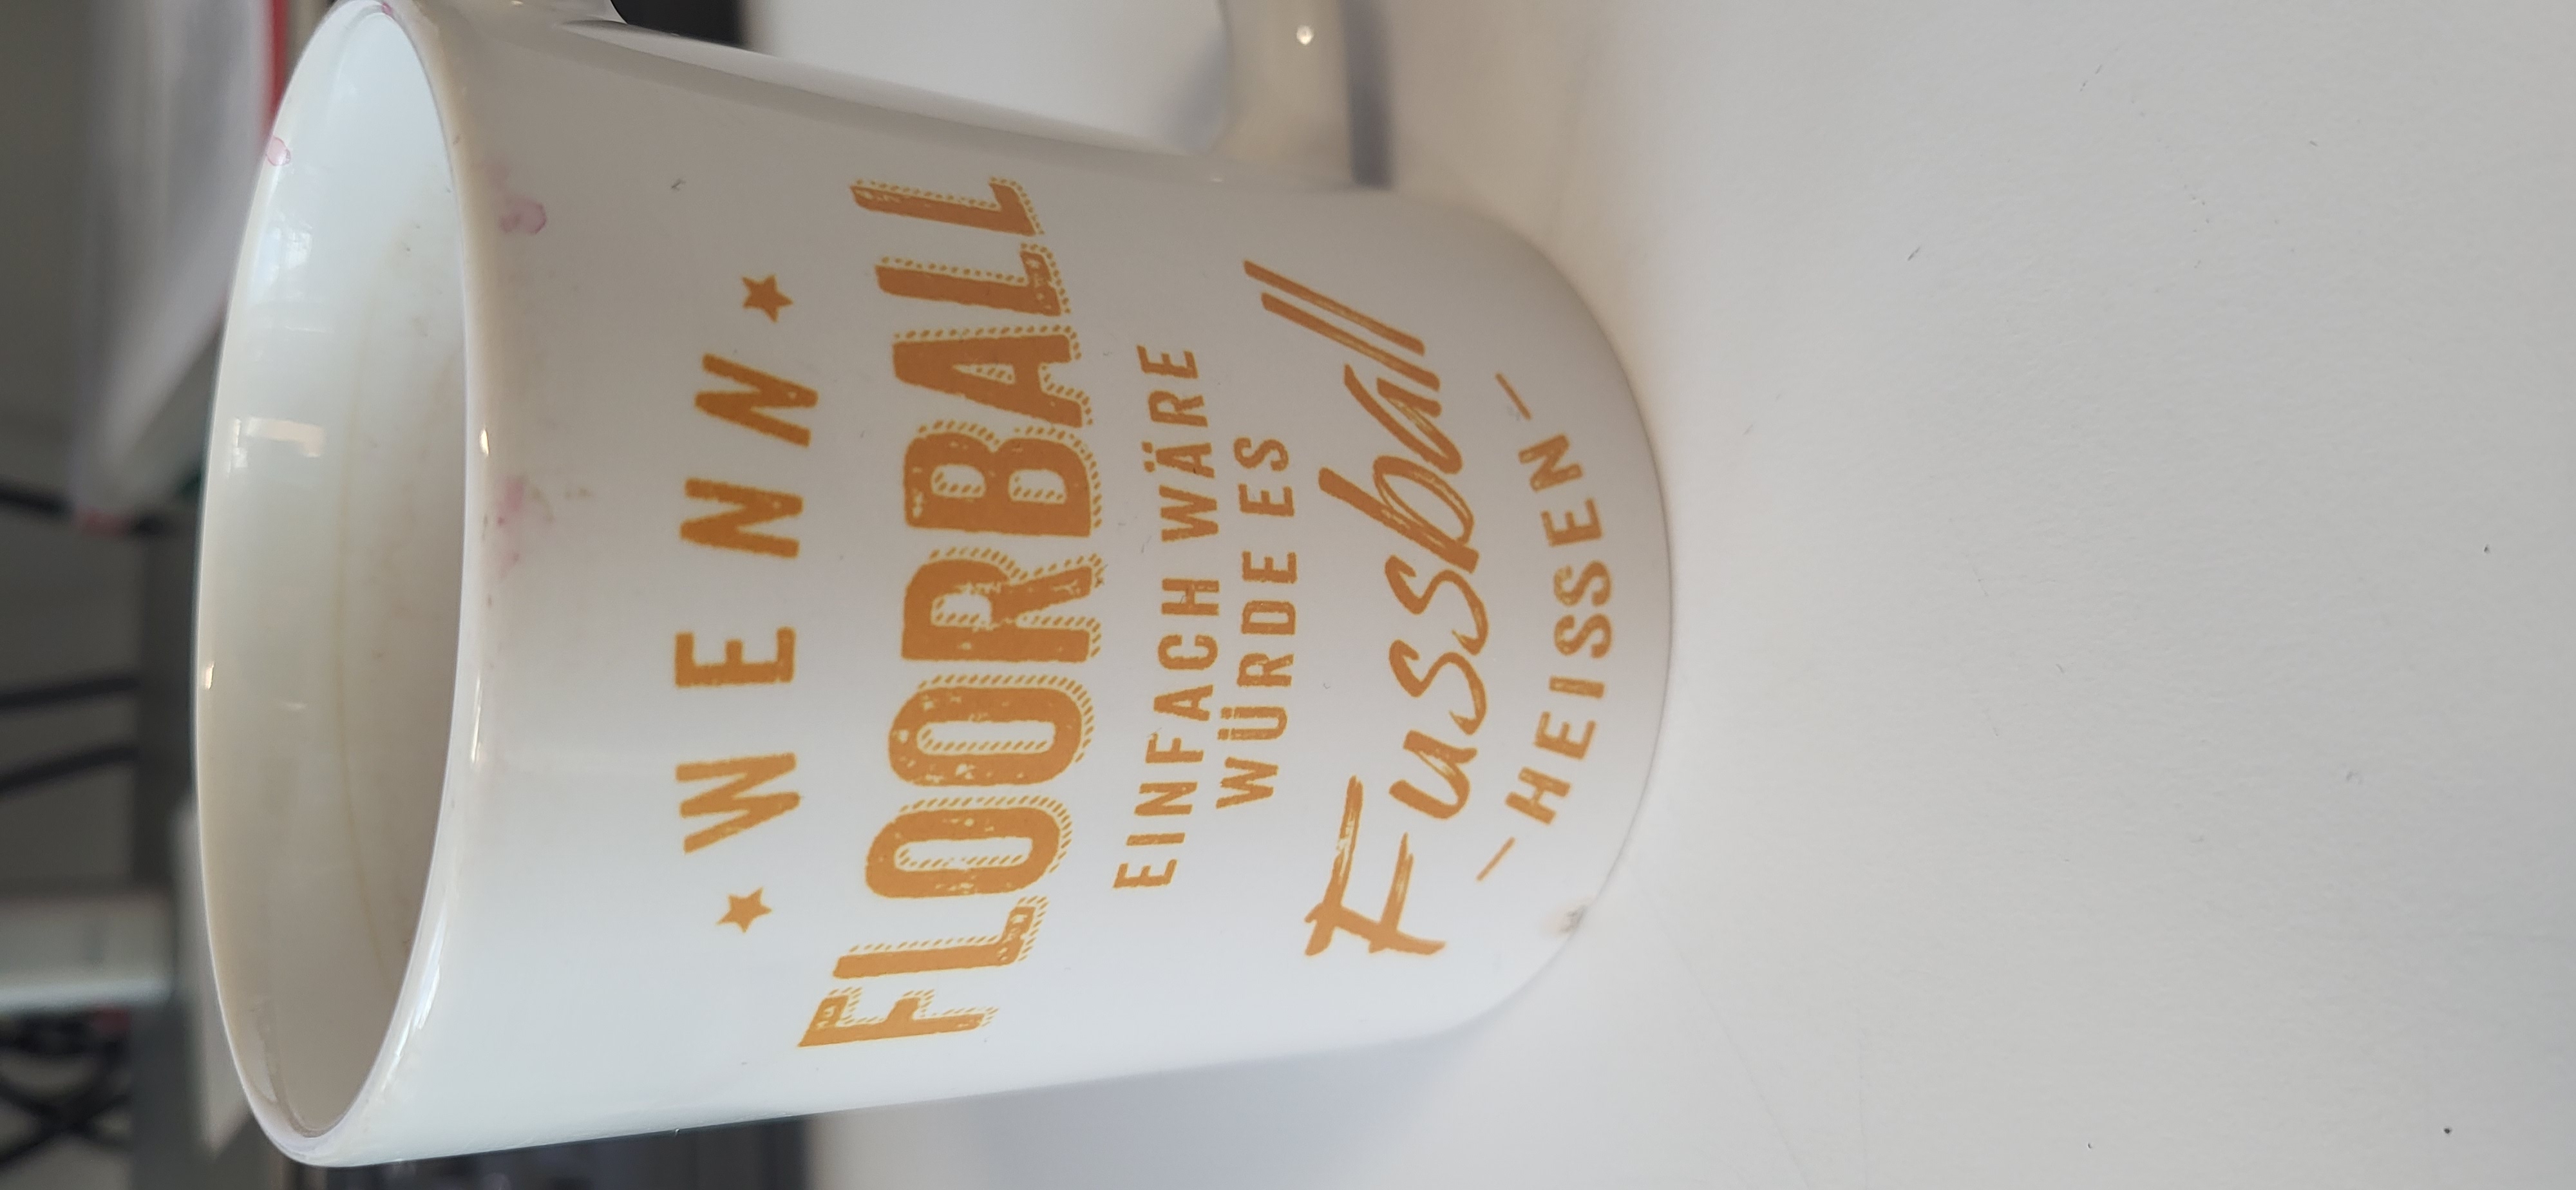 WENN
FLOORBALL
EINFACH WÄRE
WÜRDE ES
Fussball
HEISSEN